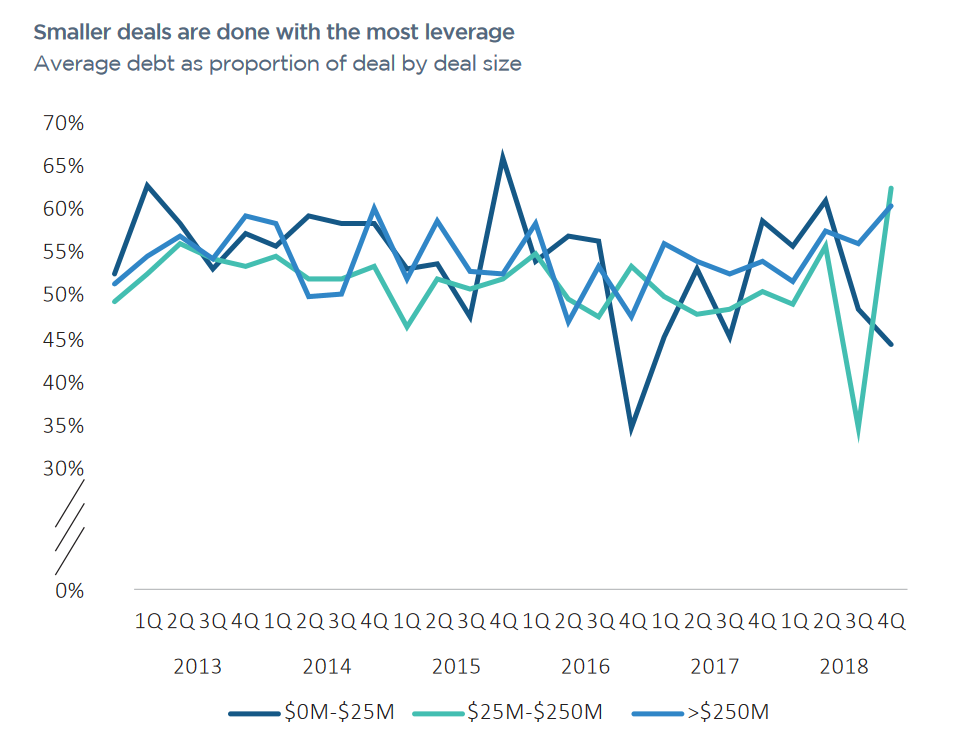 Smaller deals are done with the most leverage
Average debt as proportion of deal by deal size
70%
65%
60%
55%
50%
45%
40%
35%
30%
0%
1Q 2Q 3Q 4Q 1Q 2Q 3Q 4Q 1Q 2Q 3Q 4Q 1Q 2Q 3Q 4Q 1Q 2Q 3Q 4Q 1Q 2Q 3Q 4Q
2013 2014 2015 2016 2017 2018
$0M-$25M $25M-$250M >$250M